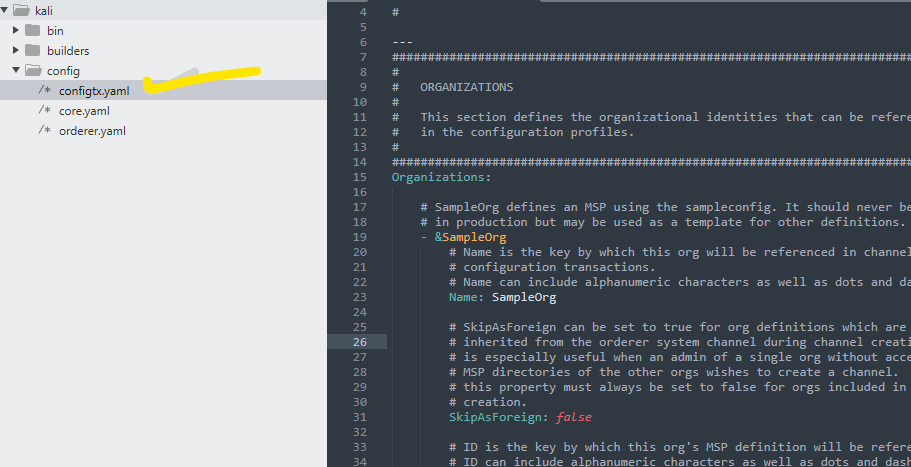 kali
bin
builders
config
/* configtx.yaml
/* core.yaml
/* orderer.yaml
4 #
5
6 ---
7 ################################################################################
8 #
9 #   ORGANIZATIONS
10 #
11 #   This section defines the organizational identities that can be refere
12 #   in the configuration profiles.
13 #
14 ################################################################################
15 Organizations:
16
17     # SampleOrg defines an MSP using the sampleconfig. It should never be
18     # in production but may be used as a template for other definitions.
19     - &SampleOrg
20         # Name is the key by which this org will be referenced in channel
21         # configuration transactions.
22         # Name can include alphanumeric characters as well as dots and da
23         Name: SampleOrg
24
25         # SkipAsForeign can be set to true for org definitions which are
26         # inherited from the orderer system channel during channel creati
27         # is especially useful when an admin of a single org without acce
28         # MSP directories of the other orgs wishes to create a channel.
29         # this property must always be set to false for orgs included in
30         # creation.
31         SkipAsForeign: false
32
33         # ID is the key by which this org's MSP definition will be refere
34         # ID can include alphanumeric characters as well as dots and dash